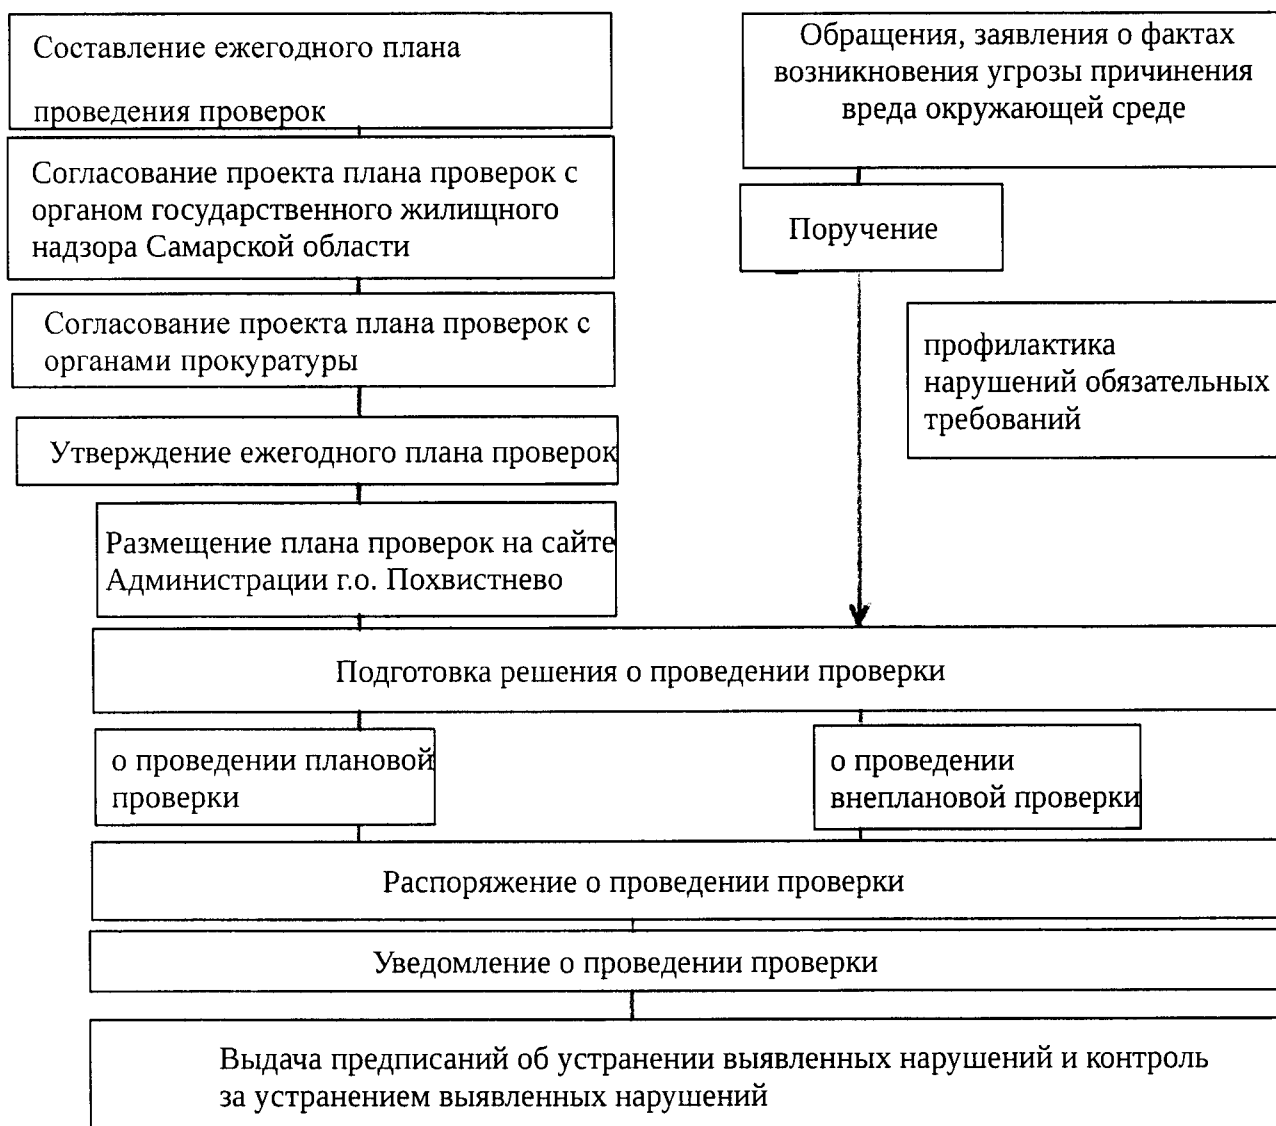 Составление ежегодного плана
проведения проверок
Согласование проекта плана проверок с
органом государственного жилищного
надзора Самарской области
Согласование проекта плана проверок с
органами прокуратуры
Утверждение ежегодного плана проверок
Размещение плана проверок на сайте
Администрации г.о. Похвистнево
Обращения, заявления о фактах
возникновения угрозы причинения
вреда окружающей среде
Поручение
профилактика
нарушений обязательных
требований
Подготовка решения о проведении проверки
о проведении плановой
проверки
о проведении
внеплановой проверки
Распоряжение о проведении проверки
Уведомление о проведении проверки
Выдача предписаний об устранении выявленных нарушений и контроль
за устранением выявленных нарушений